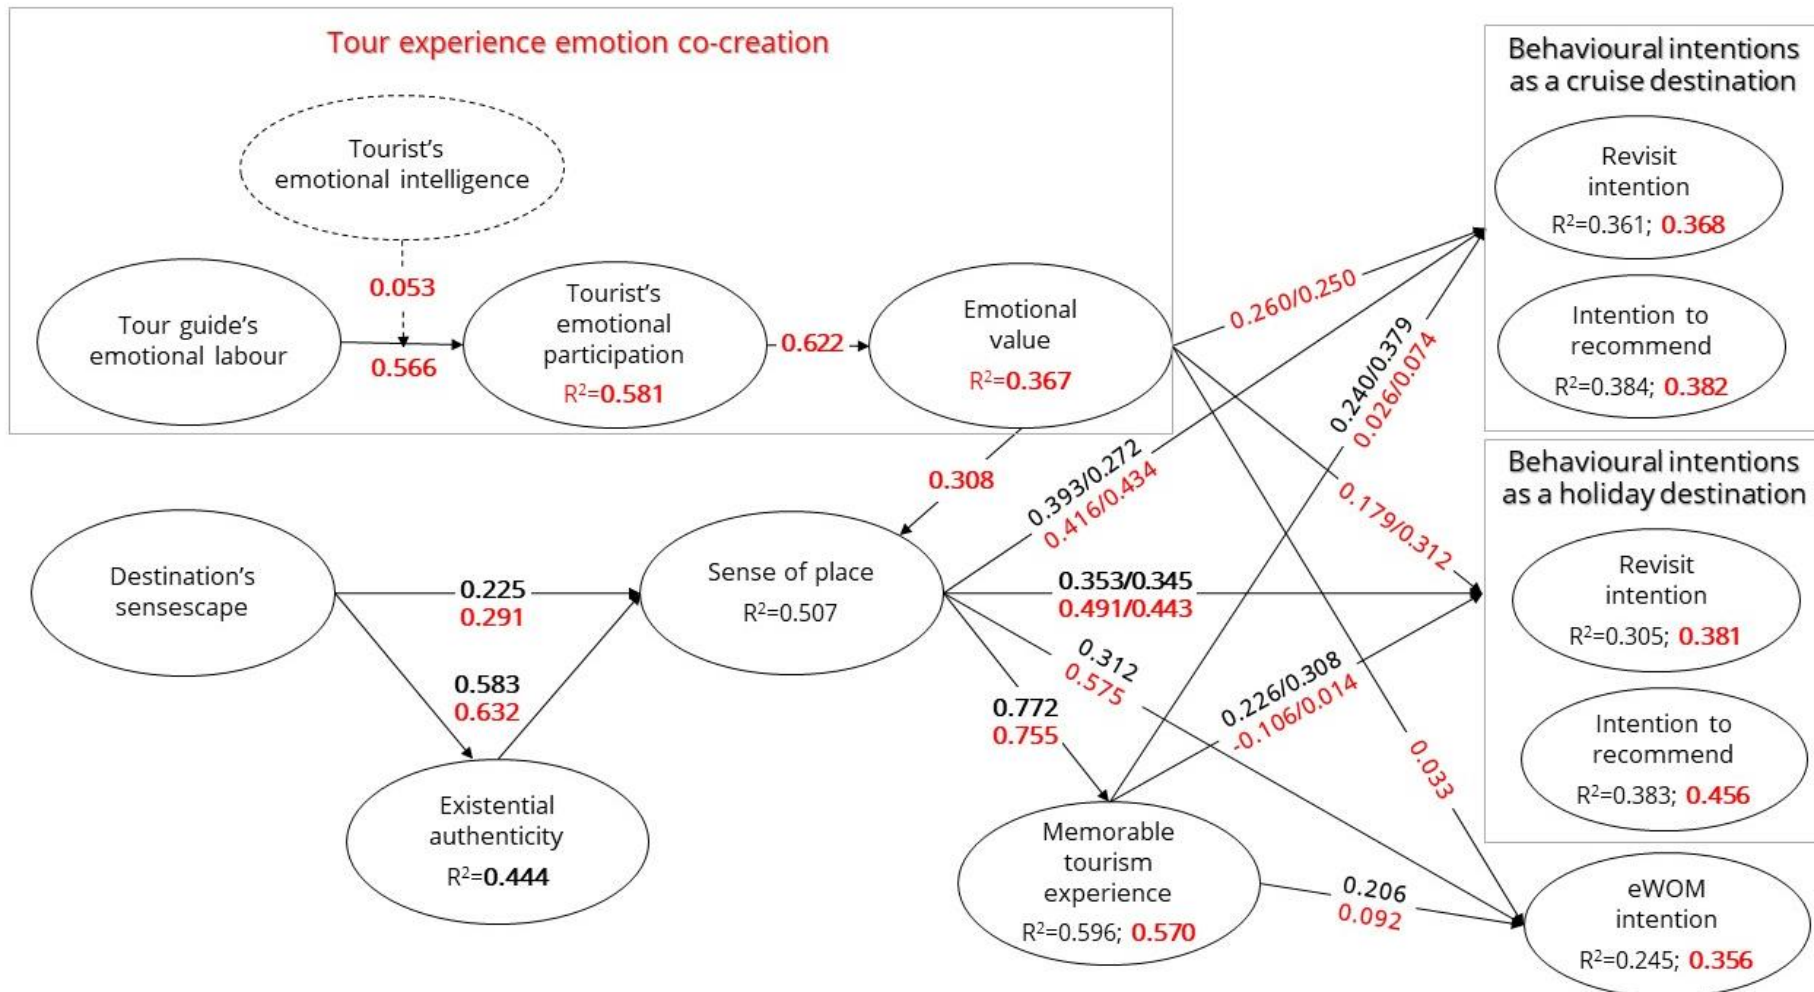 Tour experience emotion co-creation
Tourist's
emotional intelligence
0.053
Tour guide's
emotional labour
0.566
Tourist's
emotional
participation
R²=0.581
0.622
Emotional
value
R²=0.367
0.308
Destination's
sensescape
0.225
0.291
0.583
0.632
Existential
authenticity
R²=0.444
Sense of place
R²=0.507
0.772
0.755
Memorable
tourism
experience
R²=0.596; 0.570
0.260/0.250
0.393/0.272
0.416/0.434
0.240/0.379
0.026/0.074
0.179/0.312
0.353/0.345
0.491/0.443
0.312
0.575
0.226/0.308
-0.106/0.014
0.033
0.206
0.092
Behavioural intentions
as a cruise destination
Revisit
intention
R²=0.361; 0.368
Intention to
recommend
R²=0.384; 0.382
Behavioural intentions
as a holiday destination
Revisit
intention
R²=0.305; 0.381
Intention to
recommend
R²=0.383; 0.456
eWOM
intention
R²=0.245; 0.356